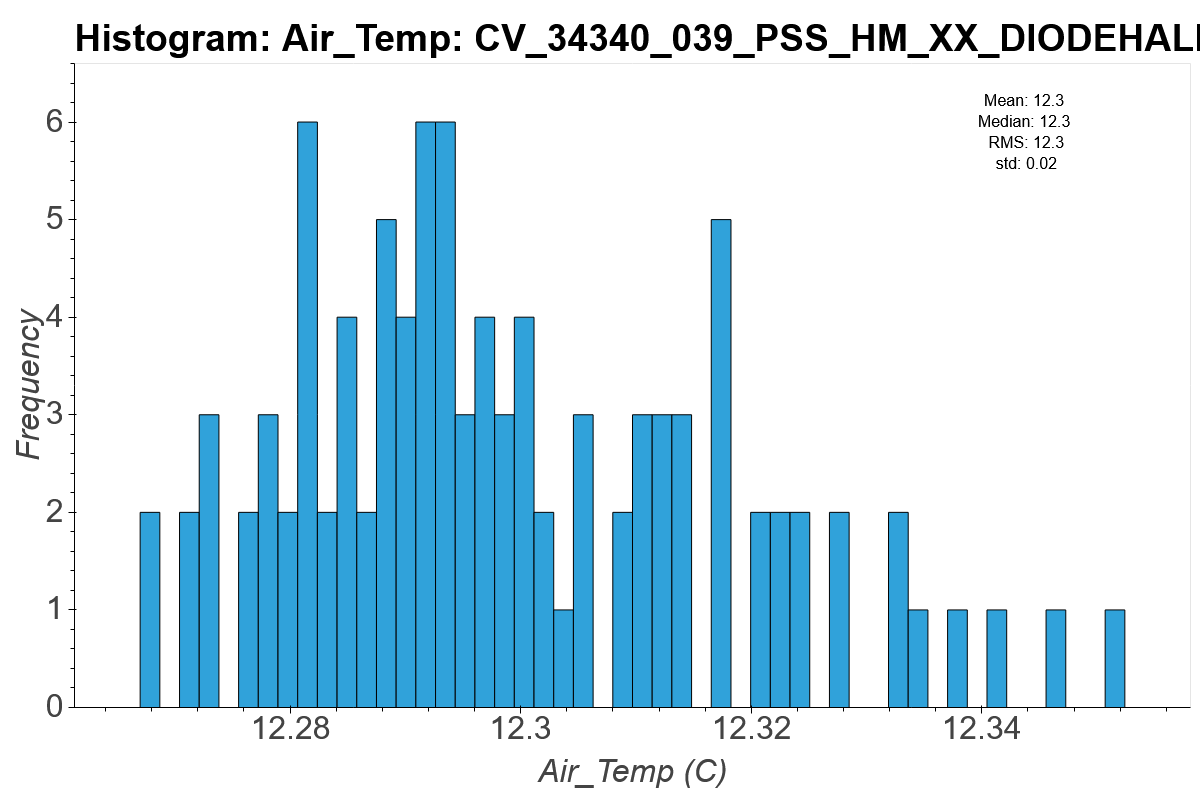 Histogram: Air_Temp: CV_34340_039_PSS_HM_XX_DIODEHAL
Mean: 12.3
Median: 12.3
RMS: 12.3
std: 0.02
6
5
4
3
2
1
0
Frequency
12.28
12.3
12.32
12.34
Air_Temp (C)